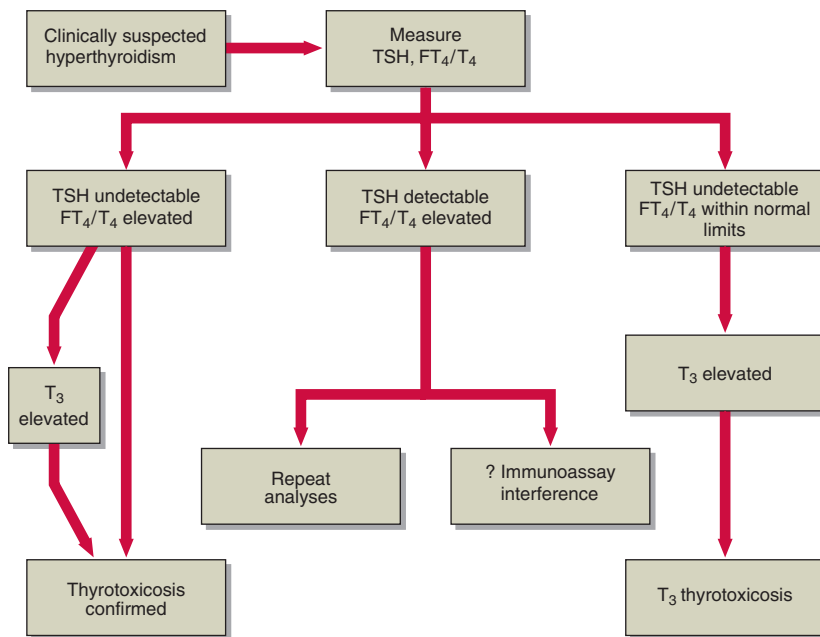 Clinically suspected
hyperthyroidism
Measure
TSH, FT₄/T₄
TSH undetectable
FT₄/T₄ elevated
TSH detectable
FT₄/T₄ elevated
TSH undetectable
FT₄/T₄ within normal
limits
T₃
elevated
T₃ elevated
Repeat
analyses
? Immunoassay
interference
Thyrotoxicosis
confirmed
T₃ thyrotoxicosis